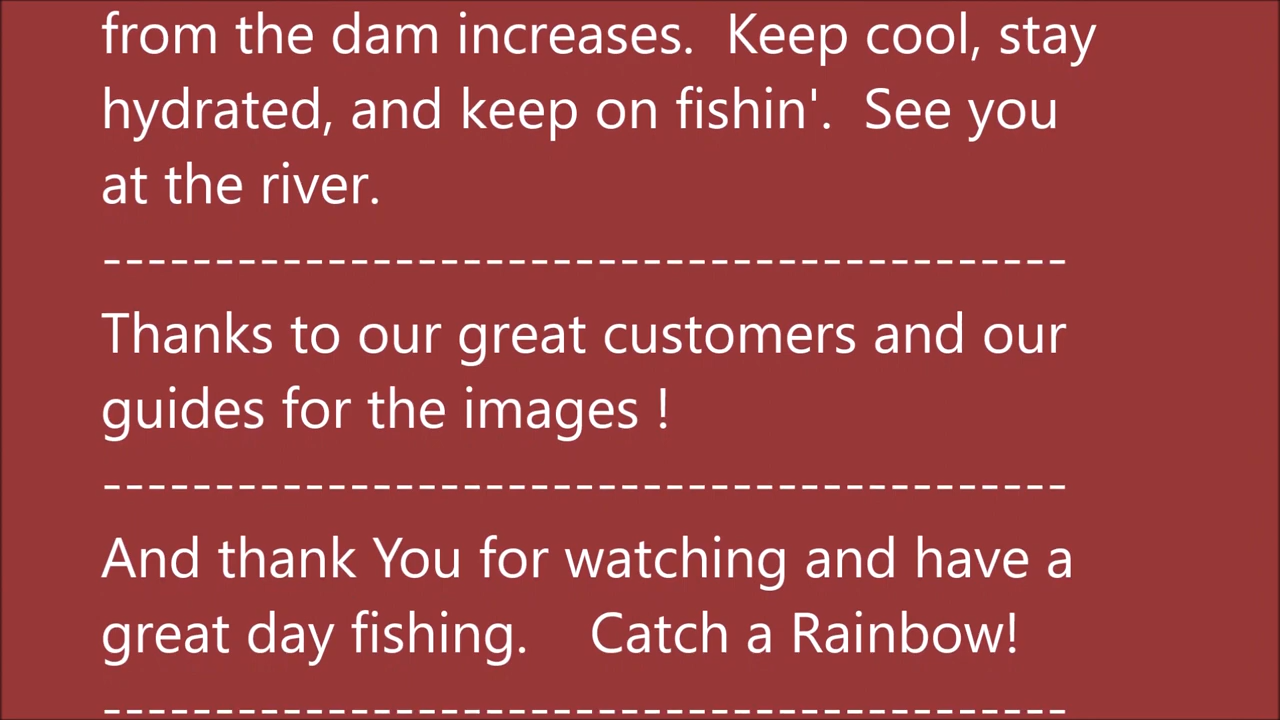 from the dam increases.  Keep cool, stay
hydrated, and keep on fishin'.  See you
at the river.
-------------------------------------------
Thanks to our great customers and our
guides for the images !
-------------------------------------------
And thank You for watching and have a
great day fishing.    Catch a Rainbow!
-------------------------------------------